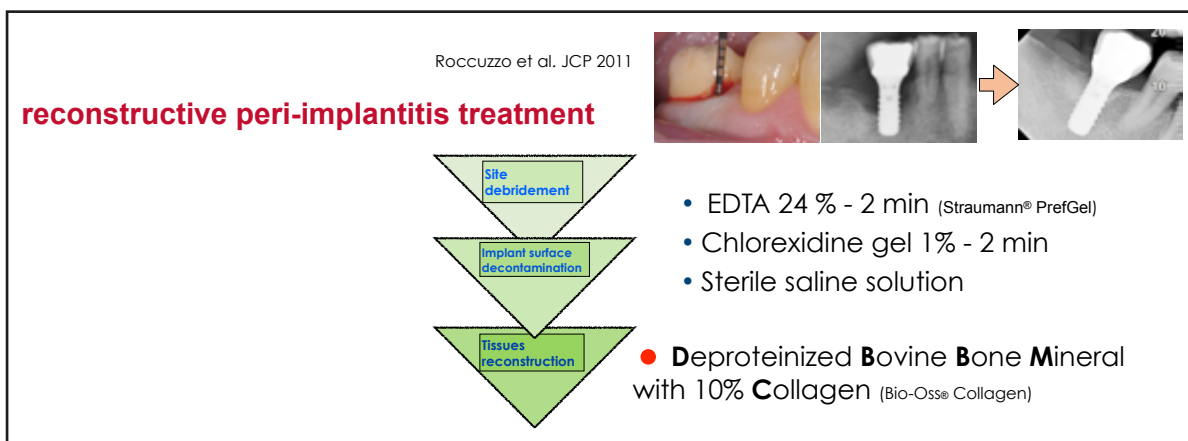 Roccuzzo et al. JCP 2011
reconstructive peri-implantitis treatment
20
10
Site
debridement
• EDTA 24 % - 2 min (Straumann® PrefGel)
Implant surface
decontamination
• Chlorexidine gel 1% - 2 min
• Sterile saline solution
Tissues
reconstruction
• Deproteinized Bovine Bone Mineral
with 10% Collagen (Bio-Oss® Collagen)